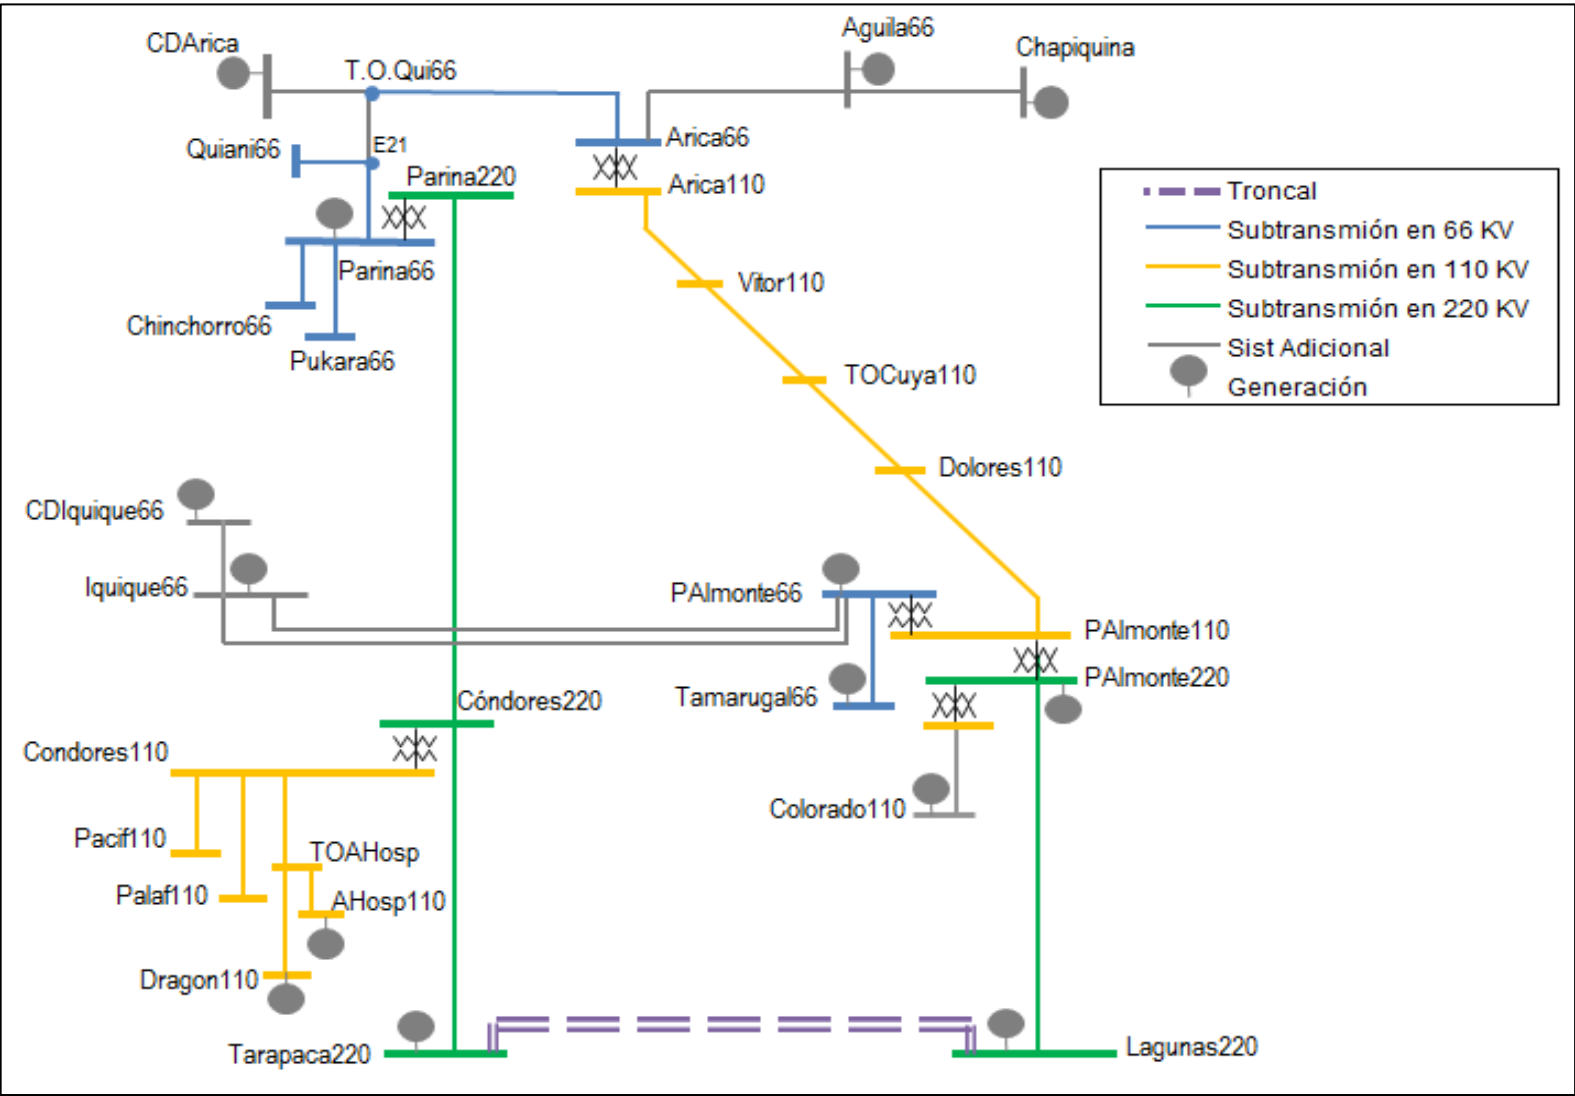 CDArica
T.O.Qui66
Aguila66
Chapiquina
Quiani66
E21
Arica66
Parina220
Arica110
Troncal
Subtransmión en 66 KV
Subtransmión en 110 KV
Subtransmión en 220 KV
Sist Adicional
Generación
Parina66
Vitor110
Chinchorro66
Pukara66
TOCuya110
Dolores110
CDIquique66
Iquique66
PAlmonte66
PAlmonte110
PAlmonte220
Tamarugal66
Cóndores220
Condores110
Colorado110
Pacif110
TOAHosp
Palaf110
AHosp110
Dragon110
Tarapaca220
Lagunas220